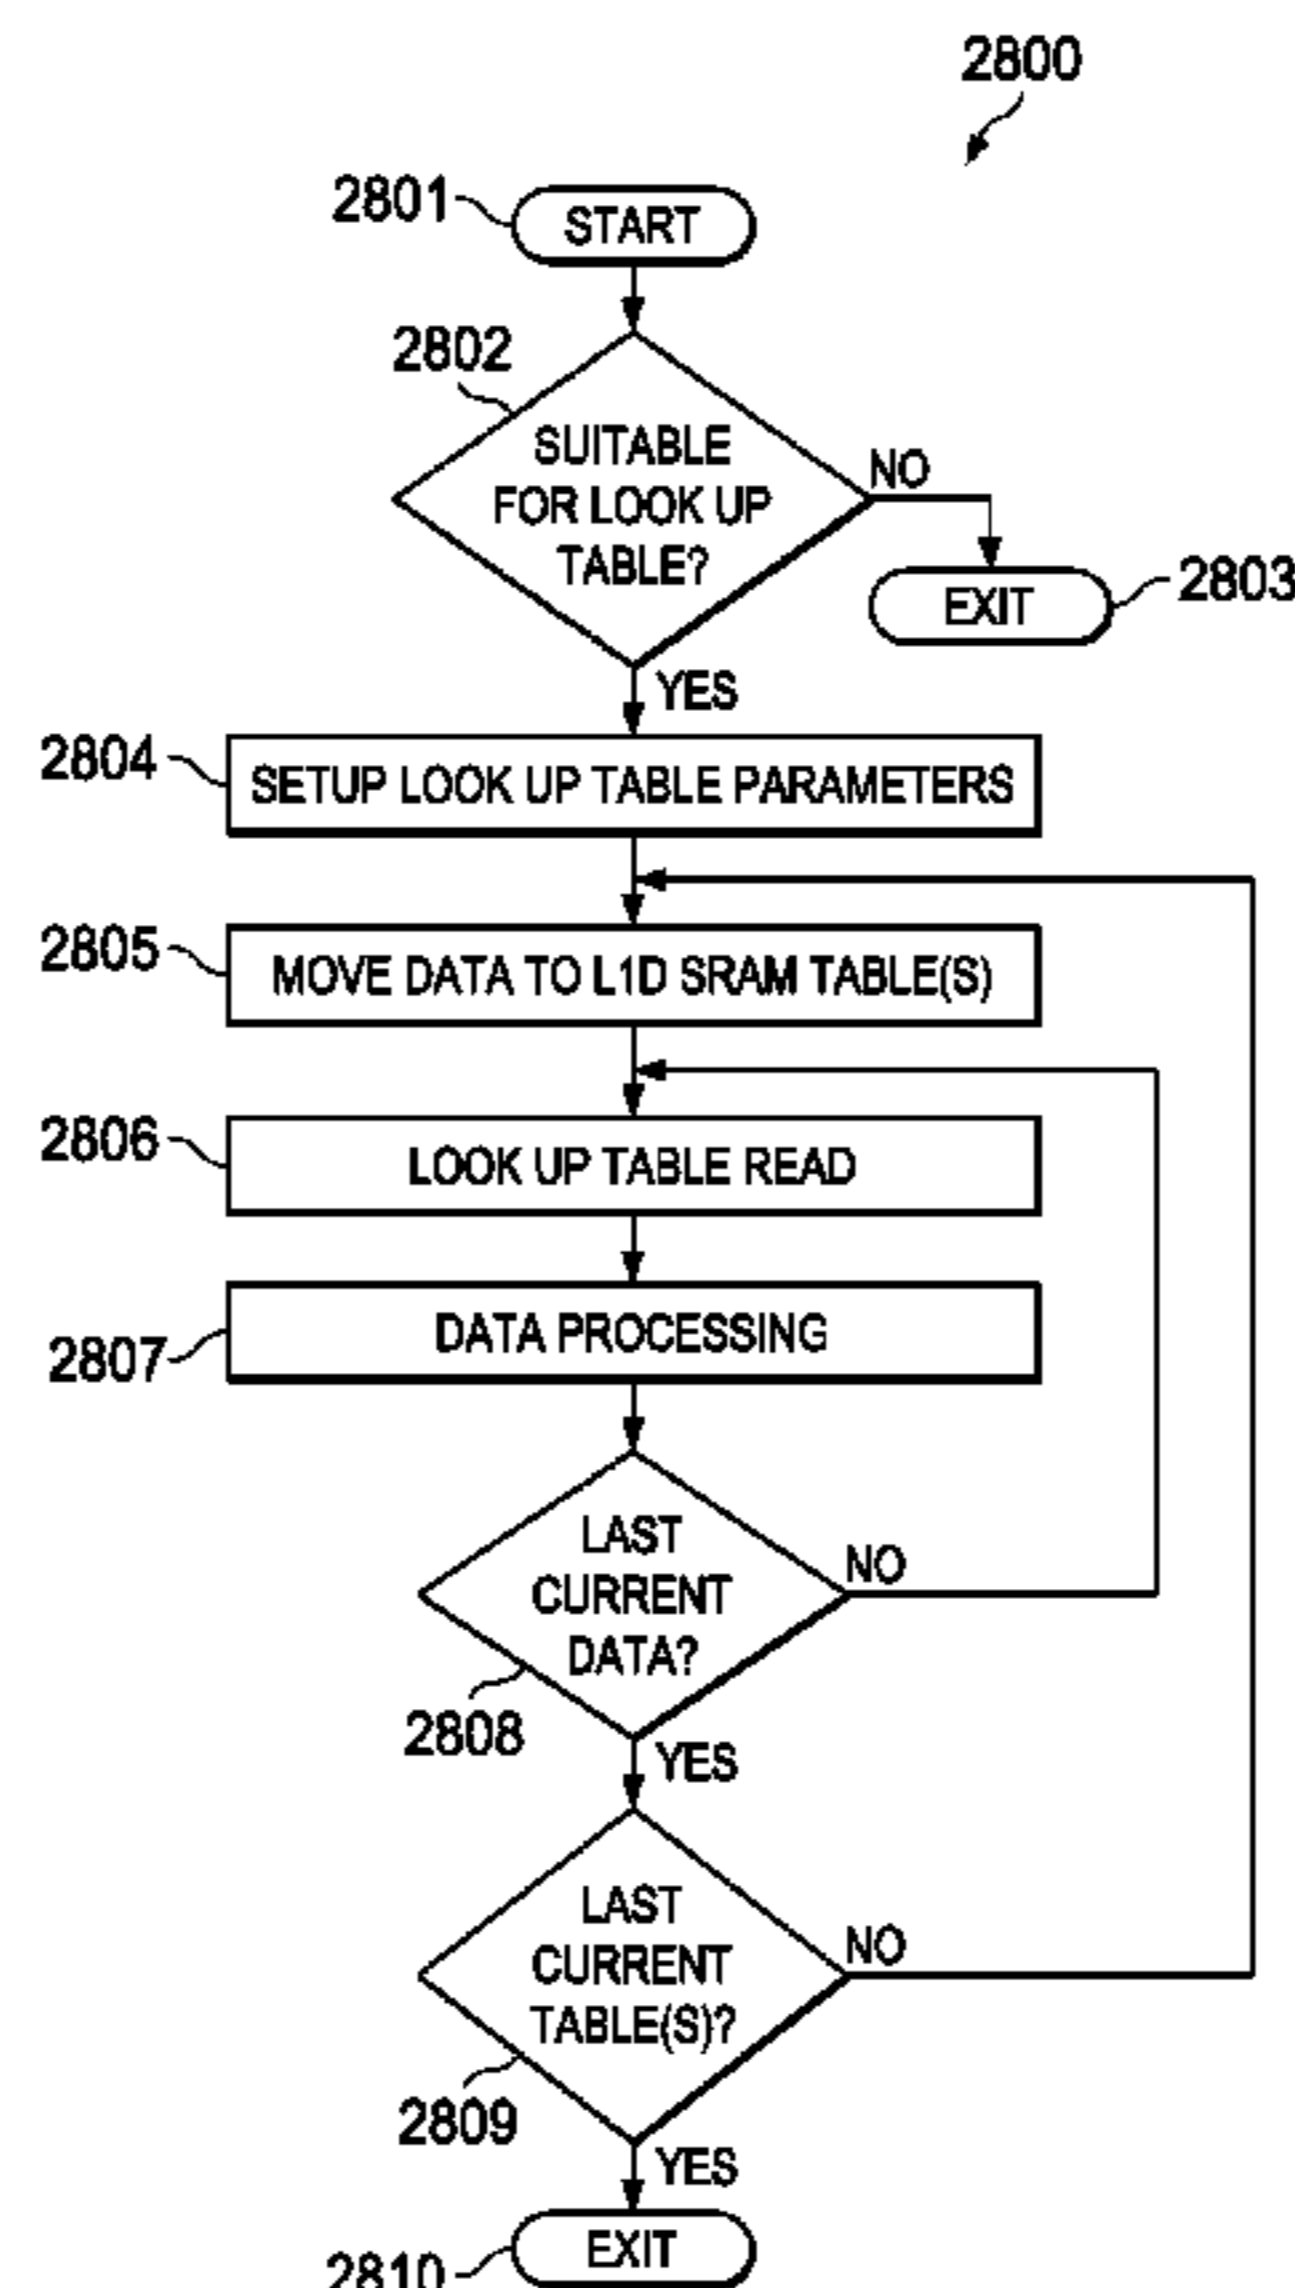 2800
2801
START
2802
SUITABLE
FOR LOOK UP
TABLE?
NO
EXIT
2803
YES
2804
SETUP LOOK UP TABLE PARAMETERS
2805
MOVE DATA TO L1D SRAM TABLE(S)
2806
LOOK UP TABLE READ
2807
DATA PROCESSING
LAST
CURRENT
DATA?
NO
2808
YES
LAST
CURRENT
TABLE(S)?
NO
2809
YES
EXIT
2810